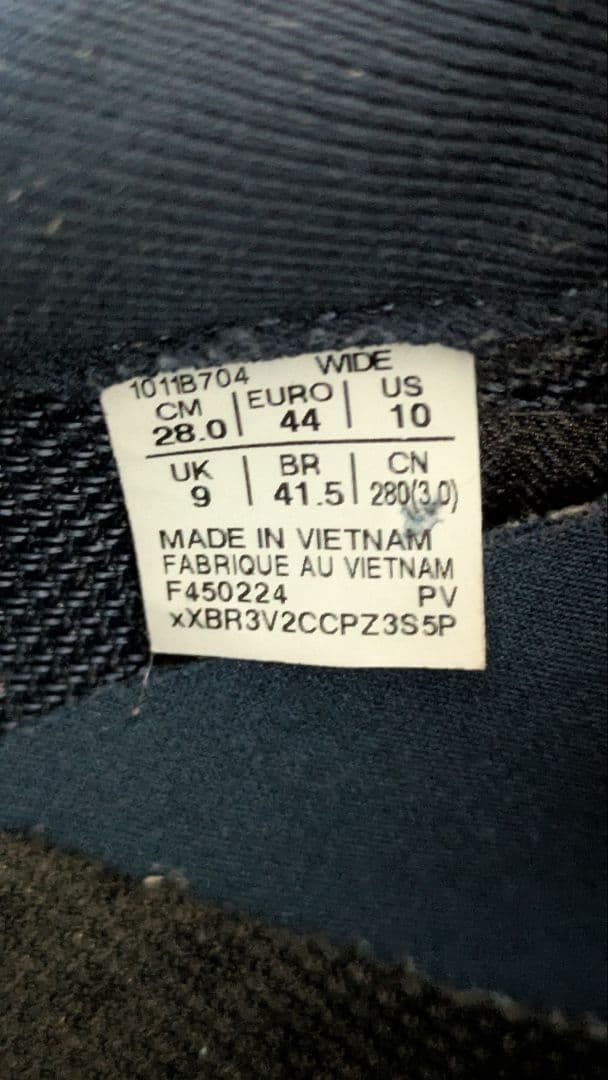 1011B704 WIDE
CM EURO US
28.0 44 10
UK BR CN
9 41.5 280(3.0)
MADE IN VIETNAM
FABRIQUE AU VIETNAM
F450224 PV
xXBR3V2CCPZ3S5P